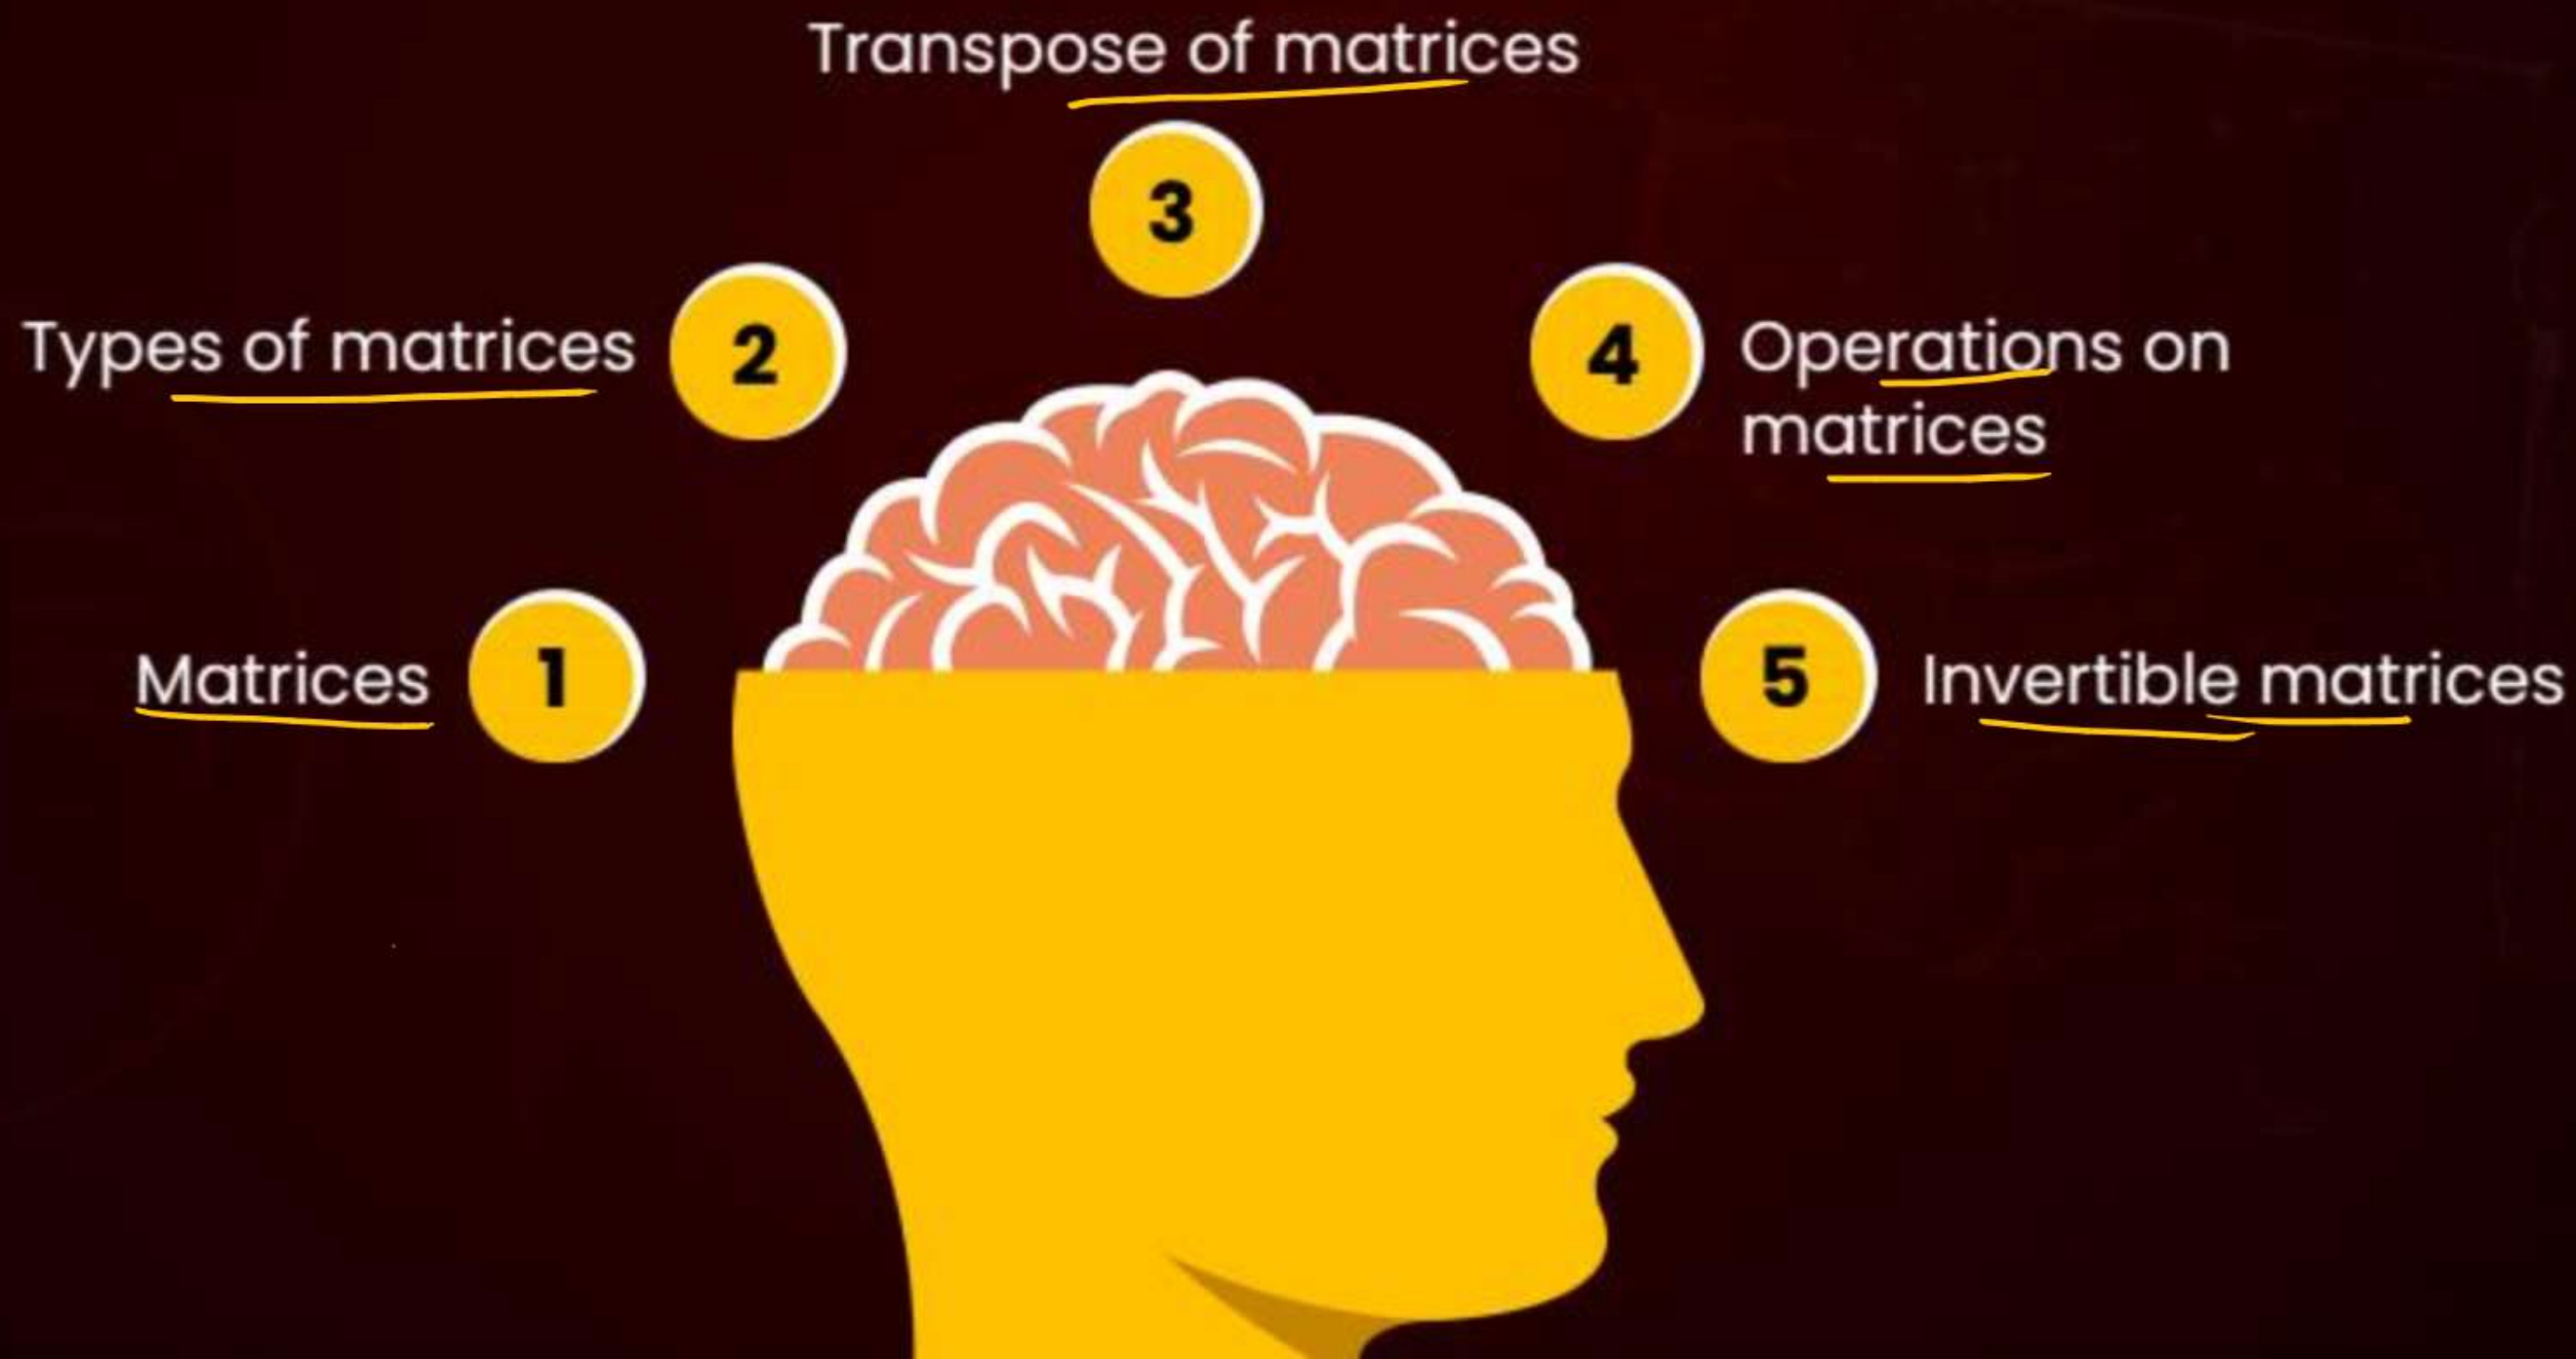 Transpose of matrices
3
Types of matrices
2
4
Operations on
matrices
Matrices
1
5
Invertible matrices